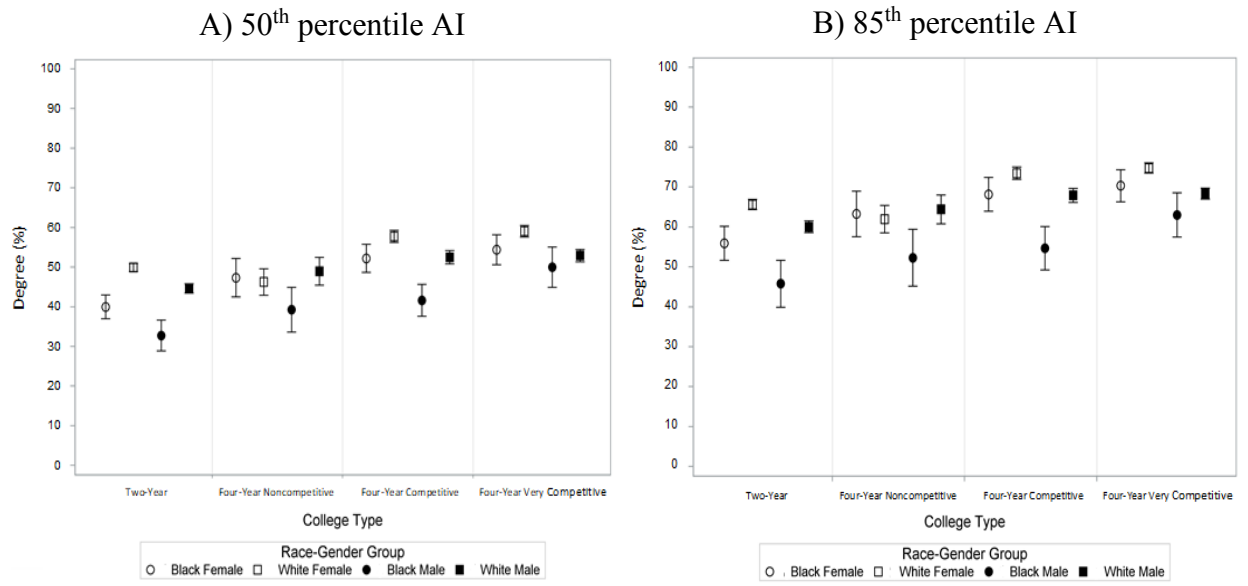 A) 50th percentile AI
100
90
80
70
60
50
40
30
20
10
0
Degree (%)
Two-Year Four-Year Noncompetitive Four-Year Competitive Four-Year Very Competitive
College Type
Race-Gender Group
Black Female White Female Black Male White Male
B) 85th percentile AI
100
90
80
70
60
50
40
30
20
10
0
Degree (%)
Two-Year Four-Year Noncompetitive Four-Year Competitive Four-Year Very Competitive
College Type
Race-Gender Group
Black Female White Female Black Male White Male